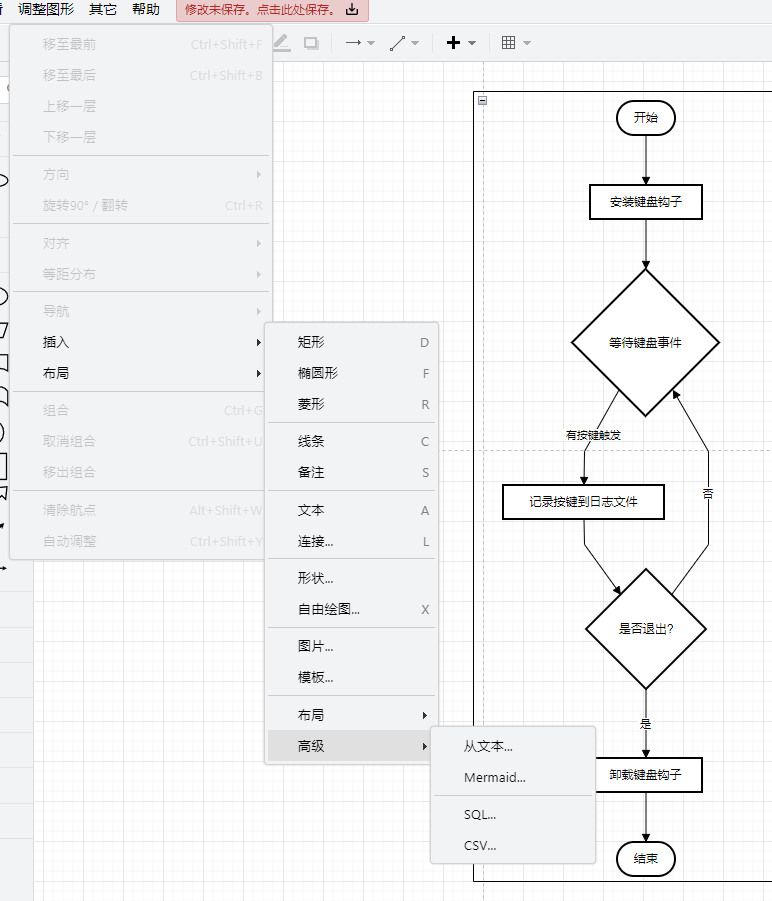 调整图形 其它 帮助 修改未保存。点击此处保存。
移至最前 Ctrl+Shift+F
移至最后 Ctrl+Shift+B
上移一层
下移一层
方向
旋转90° / 翻转 Ctrl+R
对齐
等距分布
导航
插入
布局
组合 Ctrl+G
取消组合 Ctrl+Shift+U
移出组合
清除航点 Alt+Shift+W
自动调整 Ctrl+Shift+Y
矩形 D
椭圆形 F
菱形 R
线条 C
备注 S
文本 A
连接... L
形状...
自由绘图... X
图片...
模板...
布局
高级
从文本...
Mermaid...
SQL...
CSV...
开始
安装键盘钩子
等待键盘事件
有按键触发
否
记录按键到日志文件
是否退出?
是
卸载键盘钩子
结束